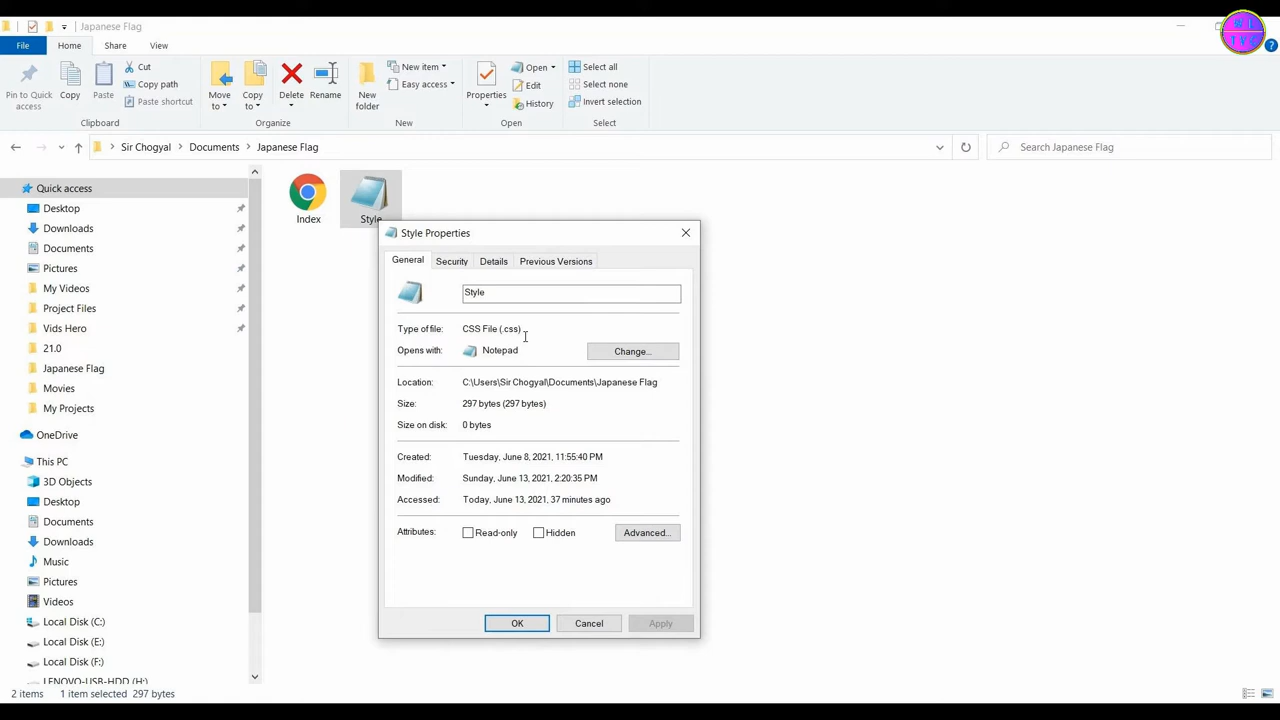 Japanese Flag
File Home Share View
Pin to Quick access
Copy
Paste
Cut
Copy path
Paste shortcut
Clipboard
Move to
Copy to
Delete
Rename
Organize
New folder
New item
Easy access
New
Properties
Open
Edit
History
Open
Select all
Select none
Invert selection
Select
Sir Chogyal Documents Japanese Flag
Search Japanese Flag
Quick access
Desktop
Downloads
Documents
Pictures
My Videos
Project Files
Vids Hero
21.0
Japanese Flag
Movies
My Projects
OneDrive
This PC
3D Objects
Desktop
Documents
Downloads
Music
Pictures
Videos
Local Disk (C:)
Local Disk (E:)
Local Disk (F:)
LENOVO-USB-HDD (H:)
Index
Style
Style Properties
General Security Details Previous Versions
Style
Type of file: CSS File (.css)
Opens with: Notepad Change...
Location: C:\Users\Sir Chogyal\Documents\Japanese Flag
Size: 297 bytes (297 bytes)
Size on disk: 0 bytes
Created: Tuesday, June 8, 2021, 11:55:40 PM
Modified: Sunday, June 13, 2021, 2:20:35 PM
Accessed: Today, June 13, 2021, 37 minutes ago
Attributes: Read-only Hidden Advanced...
OK Cancel Apply
2 items 1 item selected 297 bytes